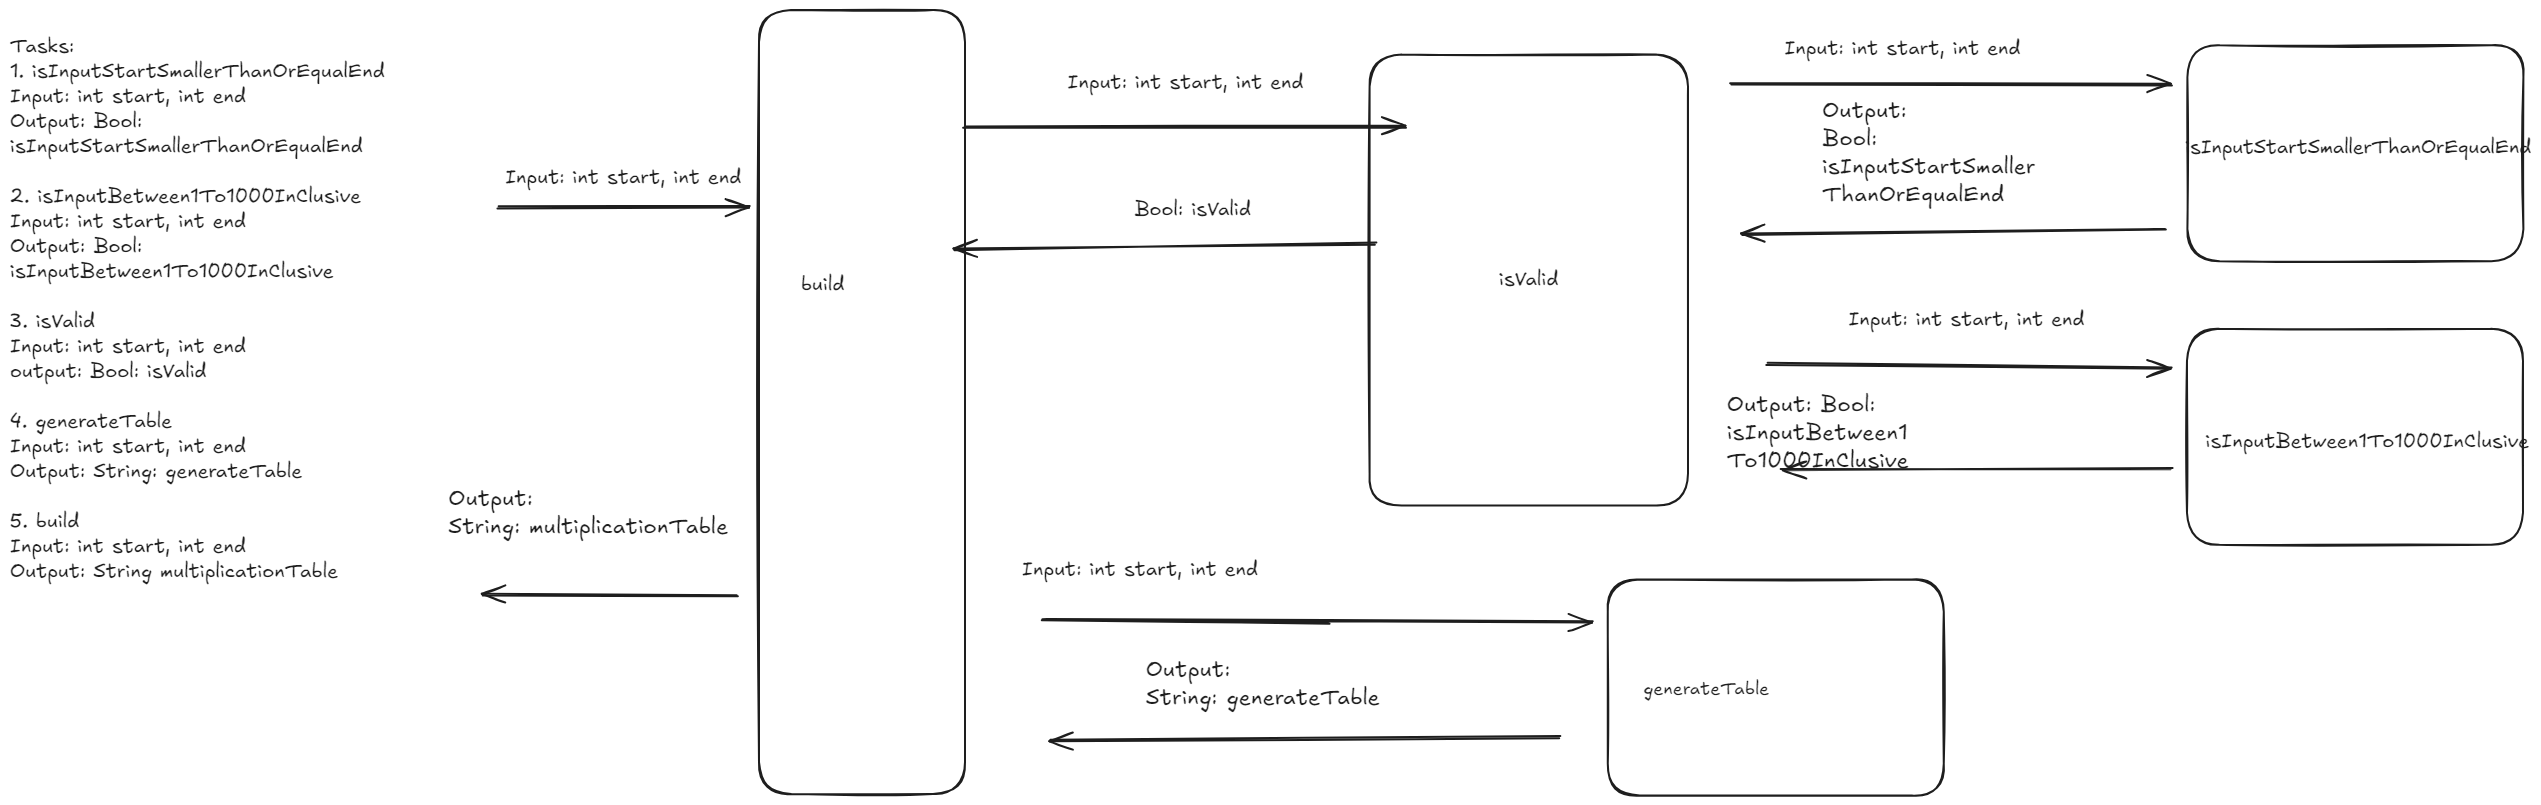 Tasks:
1. isInputStartSmallerThanOrEqualEnd
Input: int start, int end
Output: Bool:
isInputStartSmallerThanOrEqualEnd
2. isInputBetween1To1000InClusive
Input: int start, int end
Output: Bool:
isInputBetween1To1000InClusive
3. isValid
Input: int start, int end
output: Bool: isValid
4. generateTable
Input: int start, int end
Output: String: generateTable
5. build
Input: int start, int end
Output: String multiplicationTable
Input: int start, int end
Output:
String: multiplicationTable
build
Input: int start, int end
Bool: isValid
isValid
Input: int start, int end
Output:
Bool:
isInputStartSmaller
ThanOrEqualEnd
isInputStartSmallerThanOrEqualEnd
Input: int start, int end
Output: Bool:
isInputBetween1
To1000InClusive
isInputBetween1To1000InClusive
Input: int start, int end
Output:
String: generateTable
generateTable